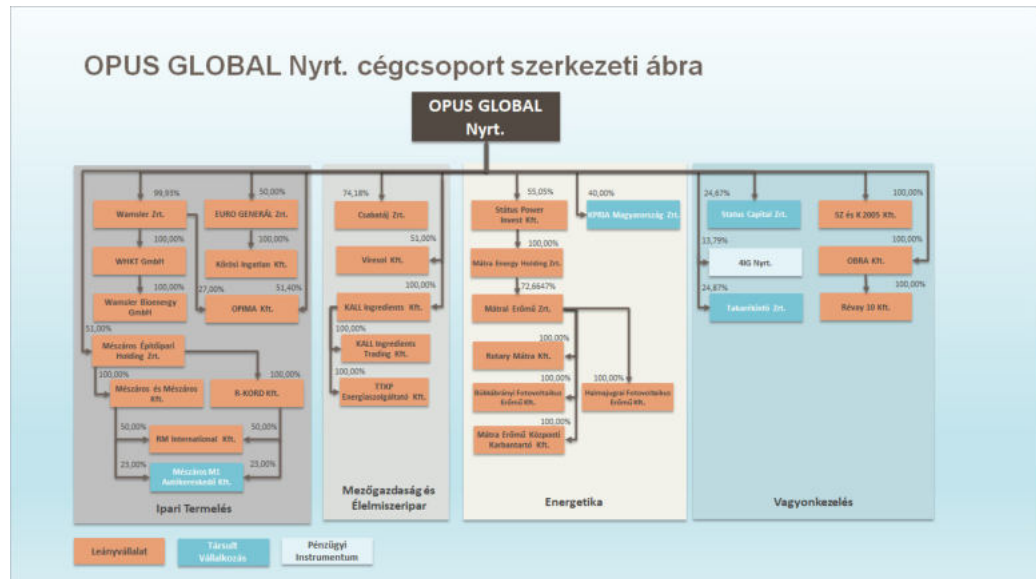 OPUS GLOBAL Nyrt. cégcsoport szerkezeti ábra
OPUS GLOBAL
Nyrt.
99,93%
50,00%
Wamsler Zrt.
EURO GENERÁL Zrt.
100,00%
100,00%
WHKT GmbH
Kőrösi Ingatlan Kft.
100,00%
27,00%
51,40%
Wamsler Bioenergy
GmbH
OPIMA Kft.
51,00%
Mészáros Építőipari
Holding Zrt.
100,00%
100,00%
Mészáros és Mészáros
Kft.
R-KORD Kft.
50,00%
50,00%
RM International Kft.
23,00%
23,00%
Mészáros M1
Autókereskedő Kft.
Ipari Termelés
74,18%
Csabatáj Zrt.
51,00%
Viresol Kft.
100,00%
KALL Ingredients Kft.
100,00%
KALL Ingredients
Trading Kft.
100,00%
TTKP
Energiaszolgáltató Kft.
Mezőgazdaság és
Élelmiszeripar
55,05%
40,00%
Státus Power
Invest Kft.
KPRIA Magyarország Zrt.
100,00%
Mátra Energy Holding Zrt.
72,6647%
Mátrai Erőmű Zrt.
100,00%
Rotary Mátra Kft.
100,00%
100,00%
Bükkábrányi Fotovoltaikus
Erőmű Kft.
Halmajugrai Fotovoltaikus
Erőmű Kft.
100,00%
Mátra Erőmű Központi
Karbantartó Kft.
Energetika
24,67%
100,00%
Status Capital Zrt.
SZ és K 2005 Kft.
13,79%
100,00%
4IG Nyrt.
OBRA Kft.
24,87%
100,00%
Takarékinfó Zrt.
Révay 10 Kft.
Vagyonkezelés
Leányvállalat
Társult
Vállalkozás
Pénzügyi
Instrumentum